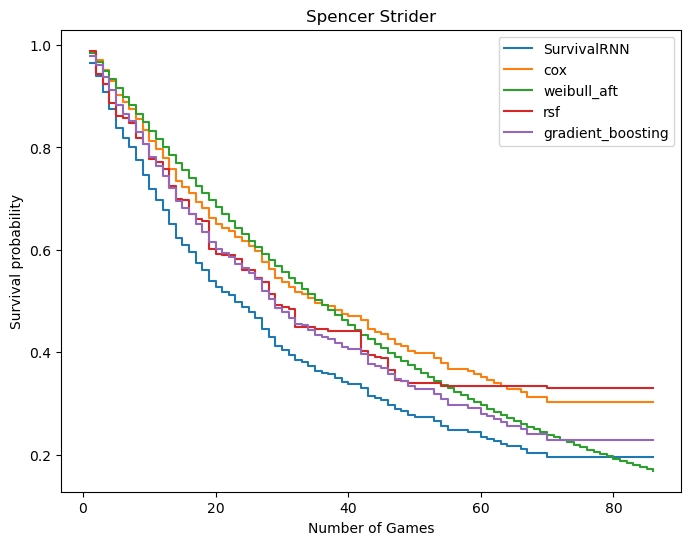 Spencer Strider
SurvivalRNN
cox
weibull_aft
rsf
gradient_boosting
Survival probability
1.0
0.8
0.6
0.4
0.2
0
20
40
60
80
Number of Games